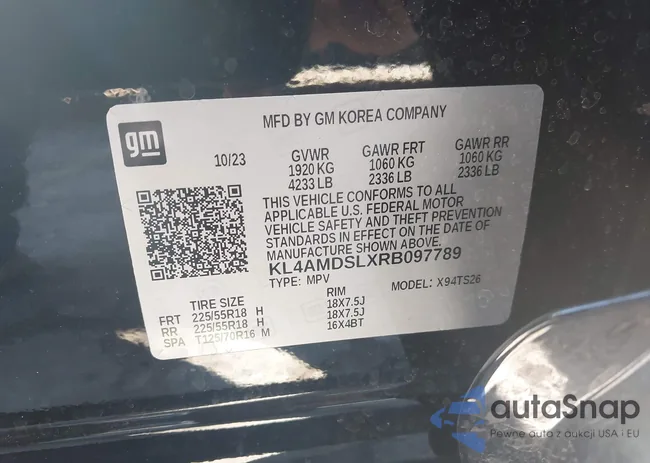 gm
MFD BY GM KOREA COMPANY
10/23 GVWR GAWR FRT GAWR RR
1920 KG 1060 KG 1060 KG
4233 LB 2336 LB 2336 LB
THIS VEHICLE CONFORMS TO ALL
APPLICABLE U.S. FEDERAL MOTOR
VEHICLE SAFETY AND THEFT PREVENTION
STANDARDS IN EFFECT ON THE DATE OF
MANUFACTURE SHOWN ABOVE.
KL4AMDSLXRB097789
TYPE: MPV MODEL: X94TS26
TIRE SIZE RIM
FRT 225/55R18 H 18X7.5J
RR 225/55R18 H 18X7.5J
SPA T125/70R16 M 16X4BT
autaSnap
Pewne auta z aukcji USA i EU